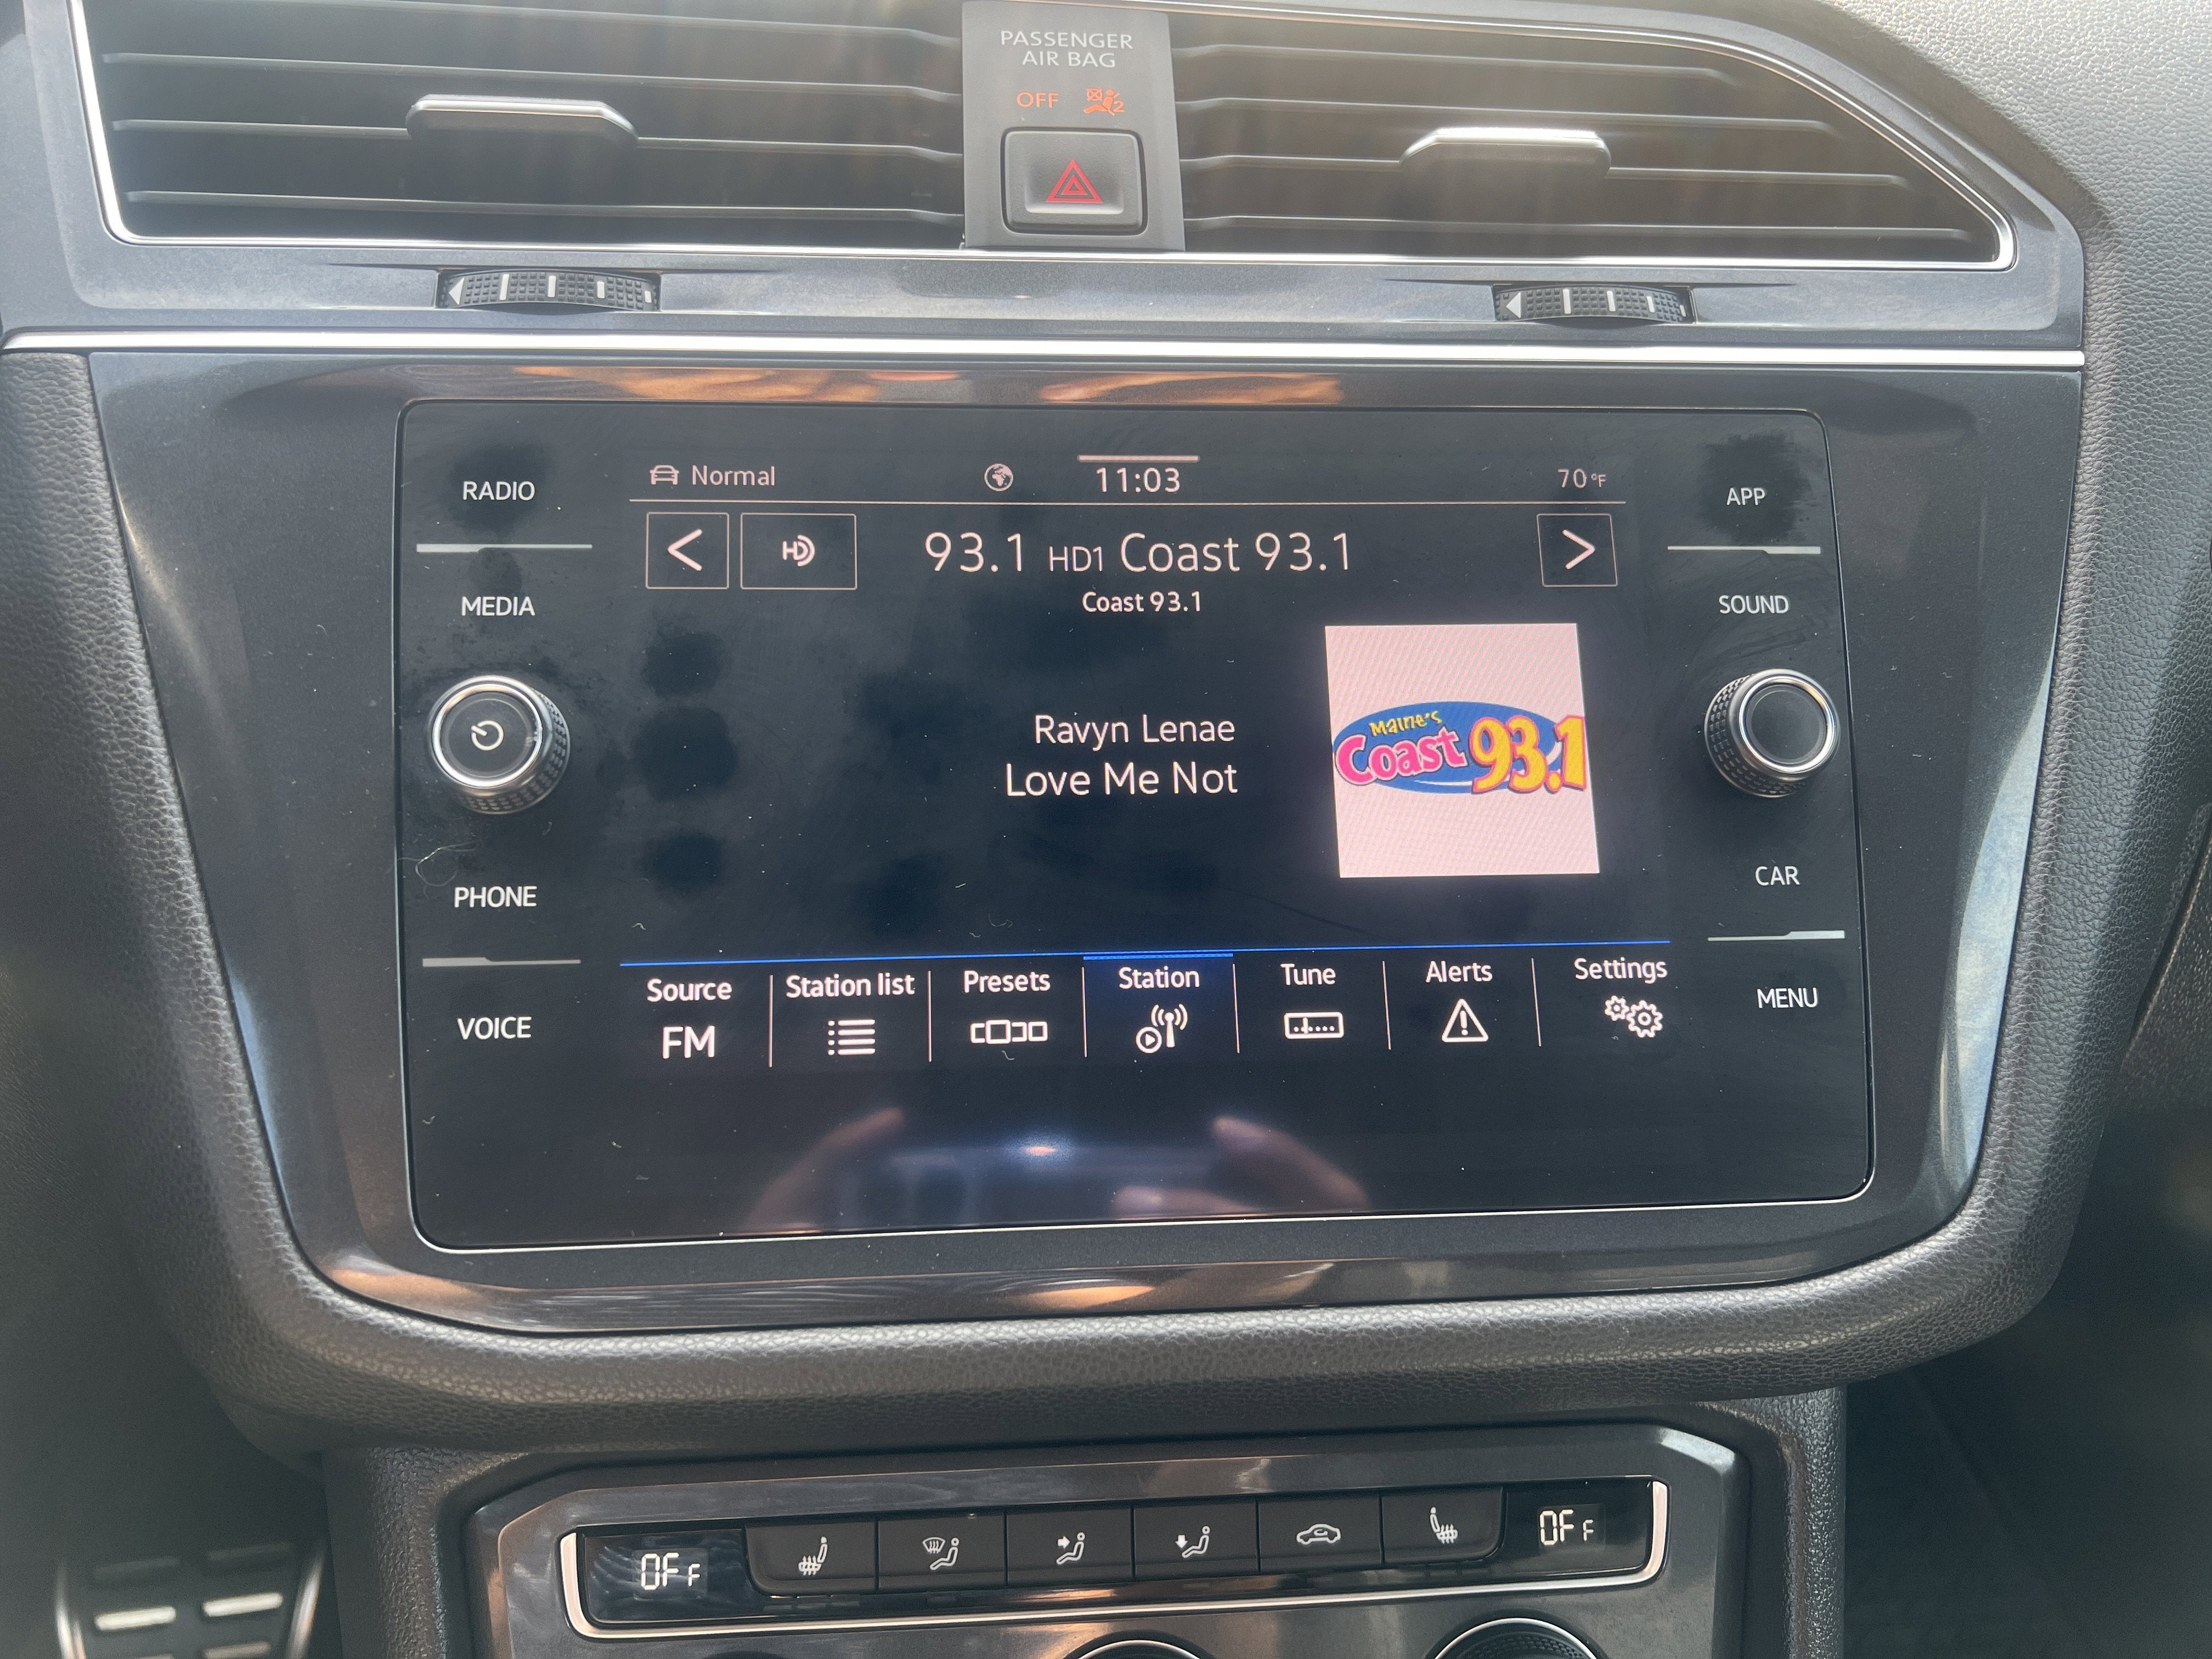 PASSENGER
AIR BAG
OFF 2
Normal 11:03 70°F
93.1 HD1 Coast 93.1
HD
Coast 93.1
Ravyn Lenae
Love Me Not
Maine's
Coast 93.1
RADIO
MEDIA
PHONE
VOICE
APP
SOUND
CAR
MENU
Source Station list Presets Station Tune Alerts Settings
FM
OFF OFF